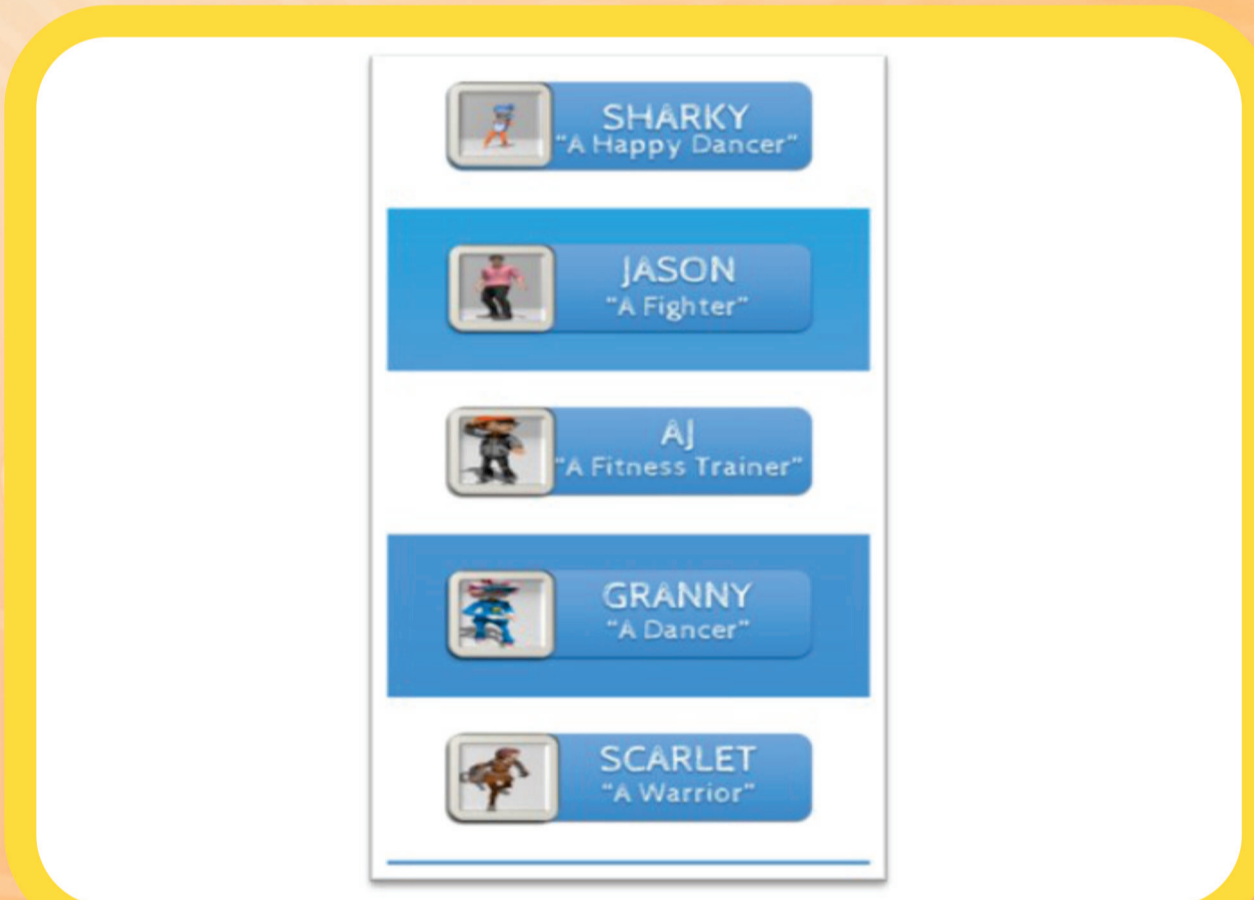 SHARKY
"A Happy Dancer"
JASON
"A Fighter"
AJ
"A Fitness Trainer"
GRANNY
"A Dancer"
SCARLET
"A Warrior"